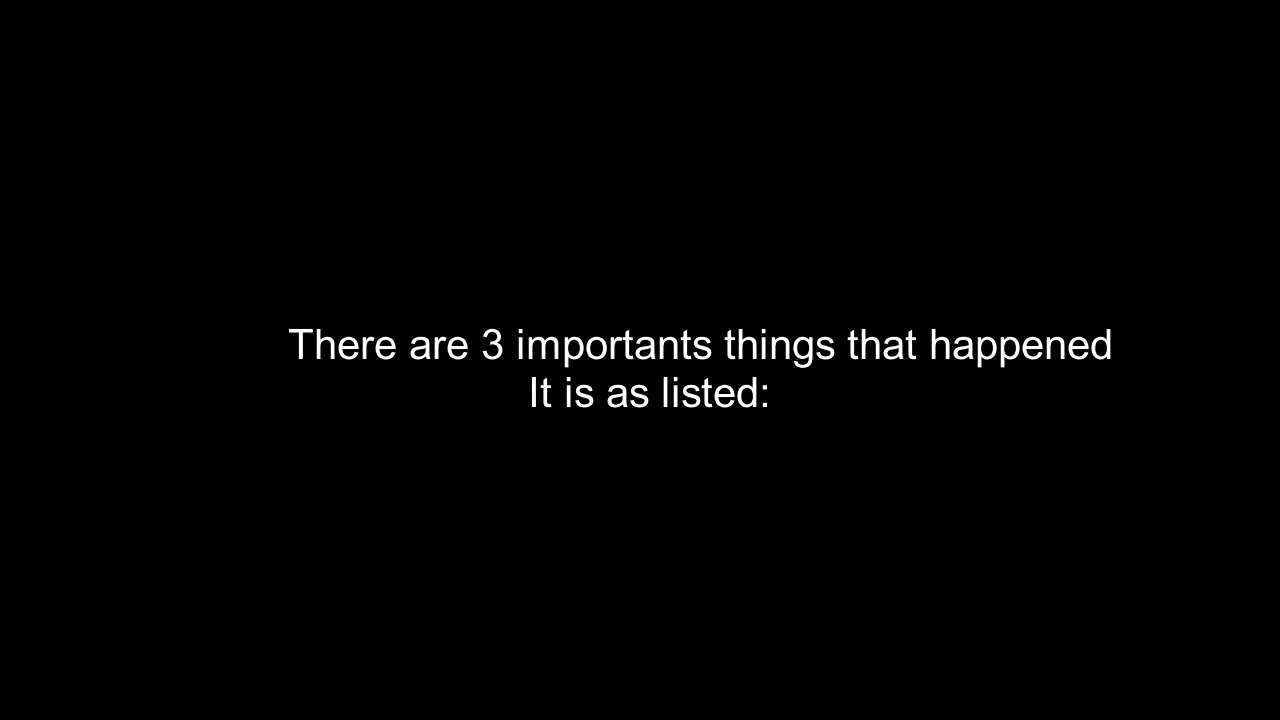 There are 3 importants things that happened
It is as listed: